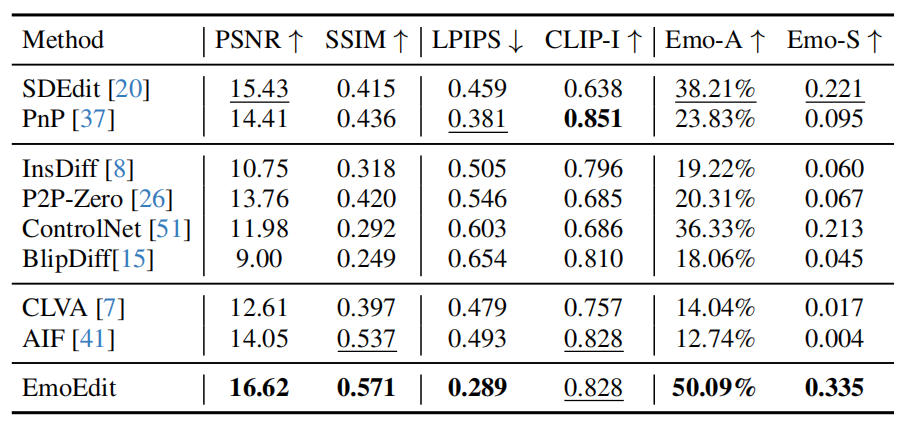 Method PSNR ↑ SSIM ↑ LPIPS ↓ CLIP-I ↑ Emo-A ↑ Emo-S ↑
SDEdit [20] 15.43 0.415 0.459 0.638 38.21% 0.221
PnP [37] 14.41 0.436 0.381 0.851 23.83% 0.095
InsDiff [8] 10.75 0.318 0.505 0.796 19.22% 0.060
P2P-Zero [26] 13.76 0.420 0.546 0.685 20.31% 0.067
ControlNet [51] 11.98 0.292 0.603 0.686 36.33% 0.213
BlipDiff[15] 9.00 0.249 0.654 0.810 18.06% 0.045
CLVA [7] 12.61 0.397 0.479 0.757 14.04% 0.017
AIF [41] 14.05 0.537 0.493 0.828 12.74% 0.004
EmoEdit 16.62 0.571 0.289 0.828 50.09% 0.335